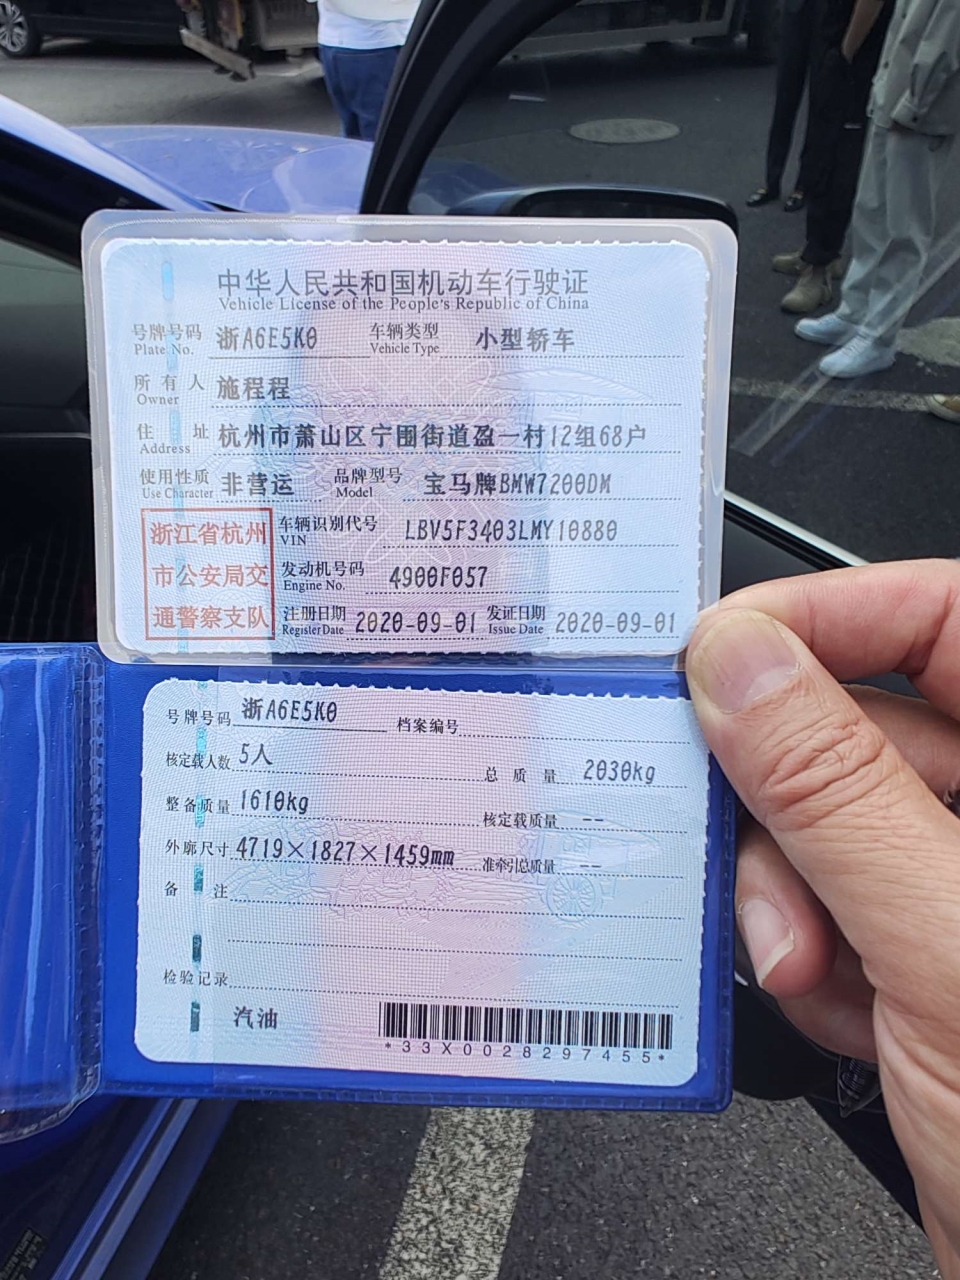 中华人民共和国机动车行驶证
Vehicle License of the People's Republic of China
号牌号码 浙A6E5K0 车辆类型 小型轿车
Plate No. Vehicle Type
所有人 施程程
Owner
住址 杭州市萧山区宁围街道盈一村12组68户
Address
使用性质 非营运 品牌型号 宝马牌BMW7200DM
Use Character Model
浙江省杭州
市公安局交
通警察支队
车辆识别代号 LBV5F3403LMY10880
VIN
发动机号码 4900F057
Engine No.
注册日期 2020-09-01 发证日期 2020-09-01
Register Date Issue Date
号牌号码 浙A6E5K0 档案编号
核定载人数 5人 总质量 2030kg
整备质量 1610kg 核定载质量 --
外廓尺寸 4719×1827×1459mm 准牵引总质量 --
备注
检验记录
汽油
*33X0028297455*